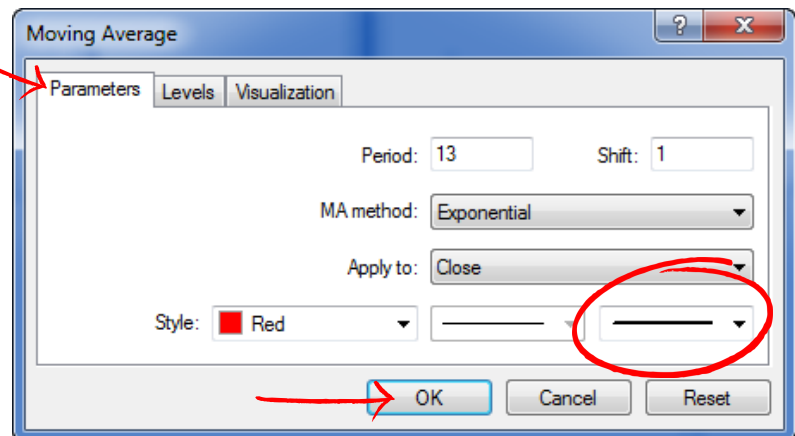 Moving Average
Parameters Levels Visualization
Period: 13 Shift: 1
MA method: Exponential
Apply to: Close
Style: Red
OK Cancel Reset